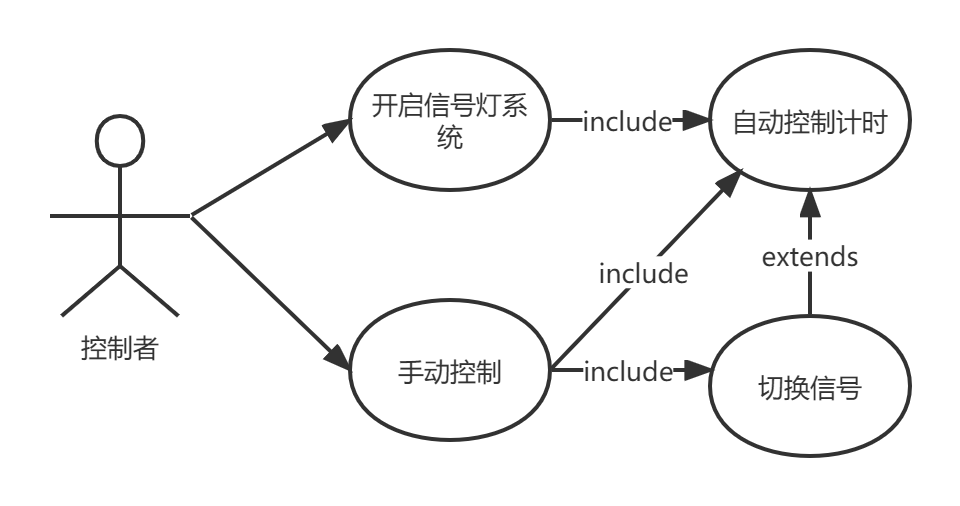 开启信号灯系
统
include
自动控制计时
include
extends
控制者
手动控制
include
切换信号